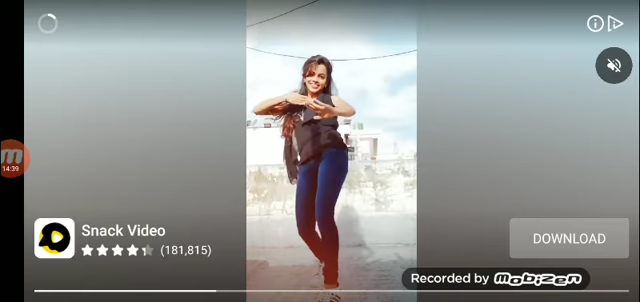 14:39
Snack Video
(181,815)
DOWNLOAD
Recorded by mobizen